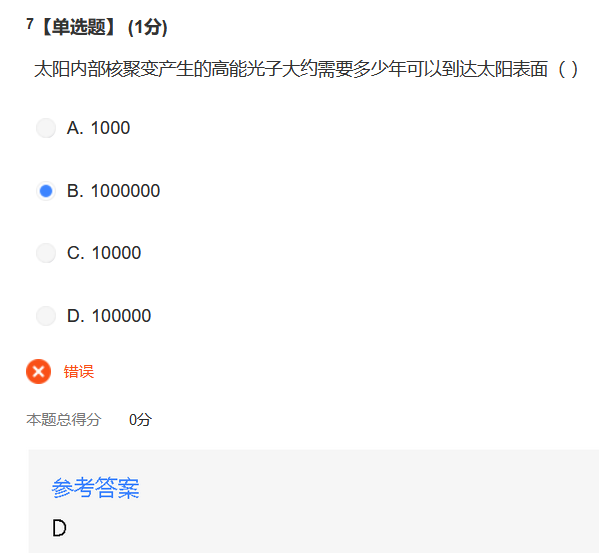 7【单选题】 (1分)
太阳内部核聚变产生的高能光子大约需要多少年可以到达太阳表面（ ）
A. 1000
B. 1000000
C. 10000
D. 100000
错误
本题总得分 0分
参考答案
D